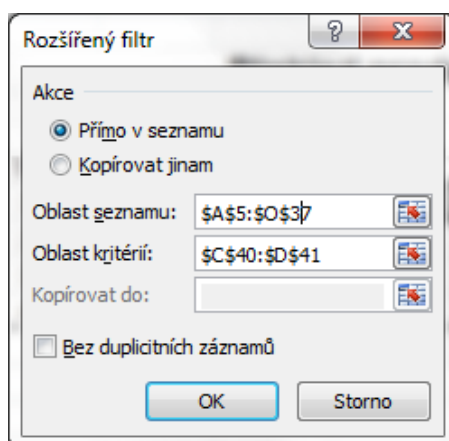 Rozšířený filtr
Akce
Přímo v seznamu
Kopírovat jinam
Oblast seznamu: $A$5:$O$37
Oblast kritérií: $C$40:$D$41
Kopírovat do:
Bez duplicitních záznamů
OK Storno